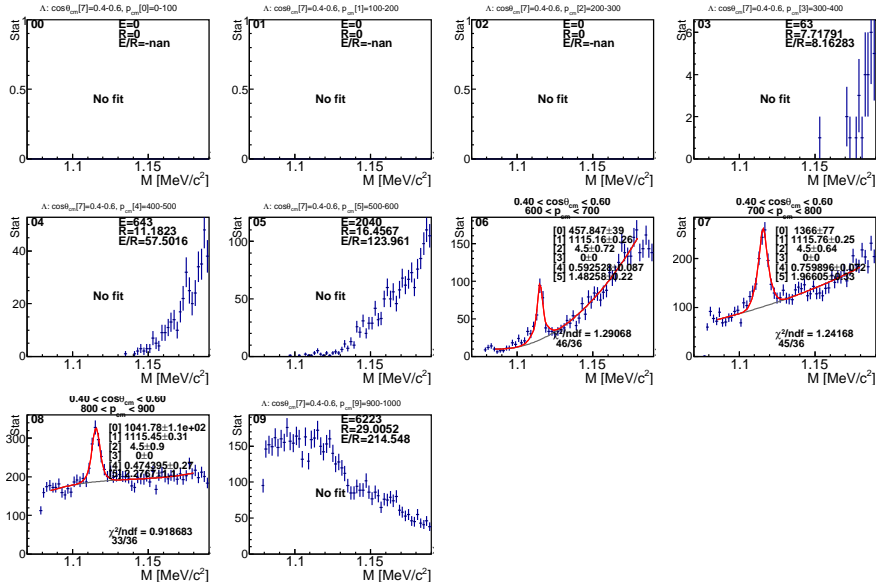 Λ: cosθcm[7]=0.4-0.6, pcm[0]=0-100
Stat
00
E=0
R=0
E/R=-nan
No fit
1
0.5
0
1.1
1.15
M [MeV/c²]
Λ: cosθcm[7]=0.4-0.6, pcm[1]=100-200
Stat
01
E=0
R=0
E/R=-nan
No fit
1
0.5
0
1.1
1.15
M [MeV/c²]
Λ: cosθcm[7]=0.4-0.6, pcm[2]=200-300
Stat
02
E=0
R=0
E/R=-nan
No fit
1
0.5
0
1.1
1.15
M [MeV/c²]
Λ: cosθcm[7]=0.4-0.6, pcm[3]=300-400
Stat
03
E=63
R=7.71791
E/R=8.16283
No fit
6
4
2
0
1.1
1.15
M [MeV/c²]
Λ: cosθcm[7]=0.4-0.6, pcm[4]=400-500
Stat
04
E=643
R=11.1823
E/R=57.5016
No fit
40
20
0
1.1
1.15
M [MeV/c²]
Λ: cosθcm[7]=0.4-0.6, pcm[5]=500-600
Stat
05
E=2040
R=16.4567
E/R=123.961
No fit
100
50
0
1.1
1.15
M [MeV/c²]
0.40 < cosθcm < 0.60
600 < pcm < 700
Stat
06
[0] 457.847±39
[1] 1115.16±0.26
[2] 4.5±0.72
[3] 0±0
[4] 0.592528±0.087
[5] 1.48258±0.22
χ²/ndf = 1.29068
46/36
150
100
50
0
1.1
1.15
M [MeV/c²]
0.40 < cosθcm < 0.60
700 < pcm < 800
Stat
07
[0] 1366±77
[1] 1115.76±0.25
[2] 4.5±0.64
[3] 0±0
[4] 0.759896±0.072
[5] 1.96605±0.33
χ²/ndf = 1.24168
45/36
200
100
0
1.1
1.15
M [MeV/c²]
0.40 < cosθcm < 0.60
800 < pcm < 900
Stat
08
[0] 1041.78±1.1e+02
[1] 1115.45±0.31
[2] 4.5±0.9
[3] 0±0
[4] 0.474395±0.27
χ²/ndf = 0.918683
33/36
300
200
100
0
1.1
1.15
M [MeV/c²]
Λ: cosθcm[7]=0.4-0.6, pcm[9]=900-1000
Stat
09
E=6223
R=29.0052
E/R=214.548
No fit
150
100
50
0
1.1
1.15
M [MeV/c²]